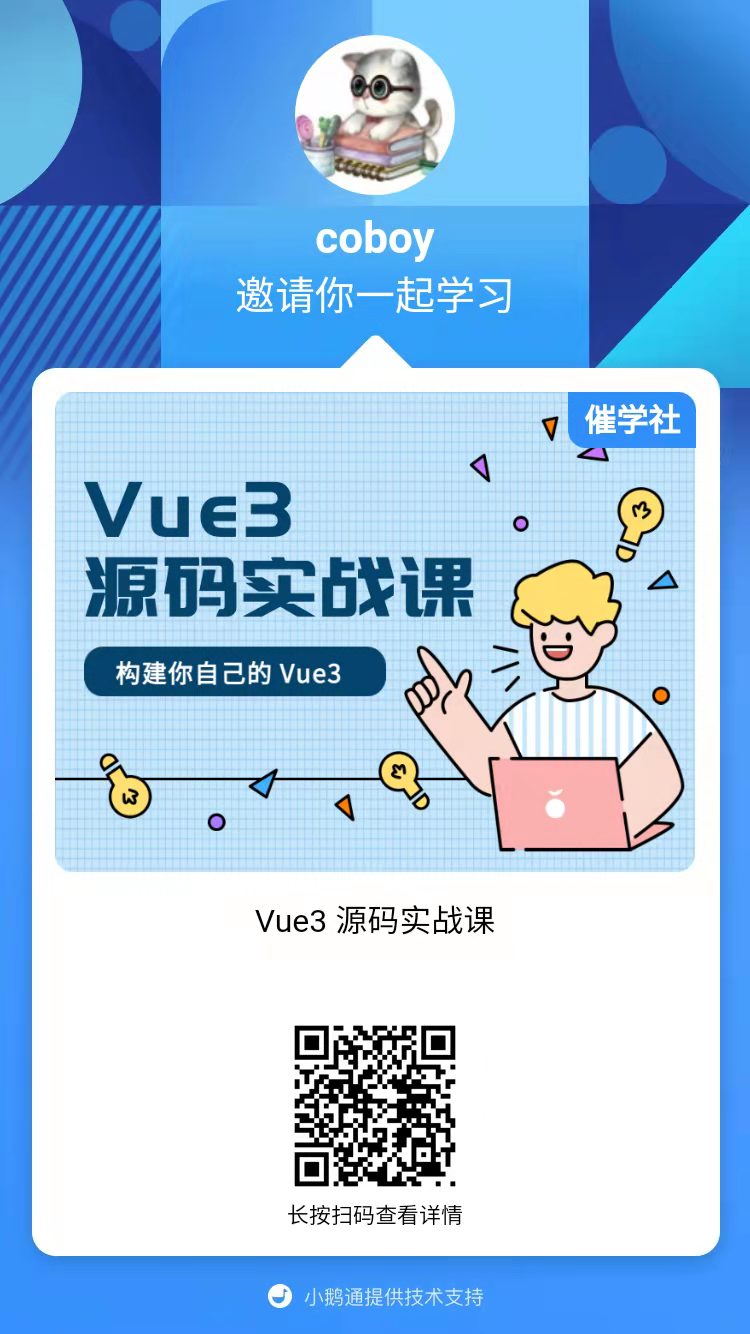 coboy
邀请你一起学习
催学社
Vue3
源码实战课
构建你自己的 Vue3
Vue3 源码实战课
长按扫码查看详情
小鹅通提供技术支持